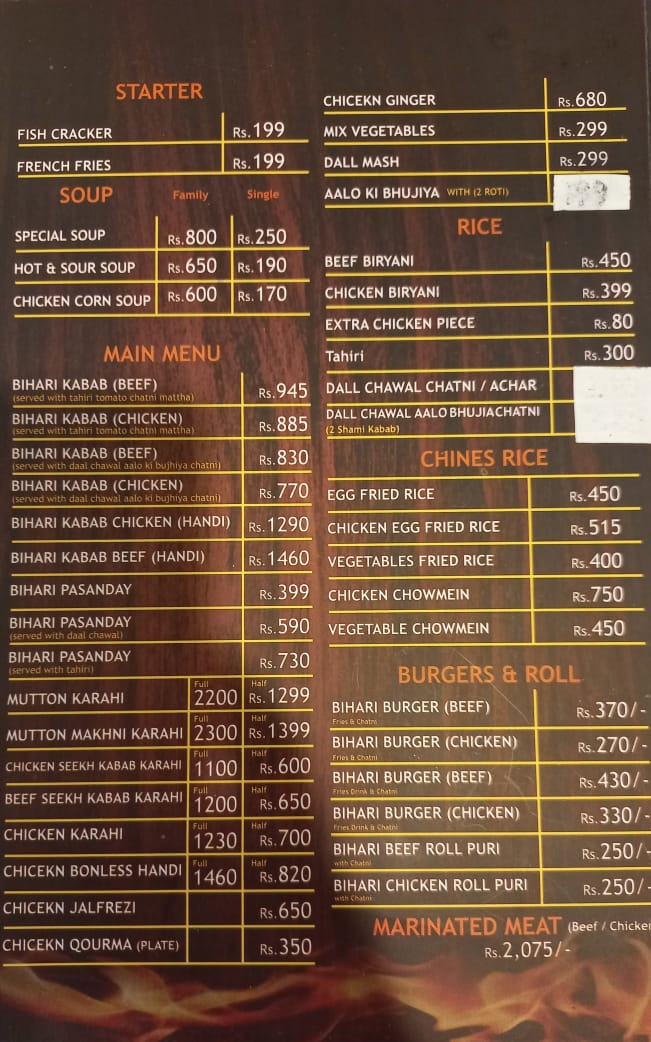 STARTER
FISH CRACKER Rs.199
FRENCH FRIES Rs.199
SOUP Family Single
SPECIAL SOUP Rs.800 Rs.250
HOT & SOUR SOUP Rs.650 Rs.190
CHICKEN CORN SOUP Rs.600 Rs.170
MAIN MENU
BIHARI KABAB (BEEF) Rs.945
(served with tahiri tomato chatni mattha)
BIHARI KABAB (CHICKEN) Rs.885
(served with tahiri tomato chatni mattha)
BIHARI KABAB (BEEF) Rs.830
(served with daal chawal aalo ki bujhiya chatni)
BIHARI KABAB (CHICKEN) Rs.770
(served with daal chawal aalo ki bujhiya chatni)
BIHARI KABAB CHICKEN (HANDI) Rs.1290
BIHARI KABAB BEEF (HANDI) Rs.1460
BIHARI PASANDAY Rs.399
BIHARI PASANDAY Rs.590
(served with daal chawal)
BIHARI PASANDAY Rs.730
(served with tahiri)
Full Half
MUTTON KARAHI 2200 Rs.1299
Full Half
MUTTON MAKHNI KARAHI 2300 Rs.1399
Full Half
CHICKEN SEEKH KABAB KARAHI 1100 Rs.600
Full Half
BEEF SEEKH KABAB KARAHI 1200 Rs.650
Full Half
CHICKEN KARAHI 1230 Rs.700
Full Half
CHICEKN BONLESS HANDI 1460 Rs.820
CHICEKN JALFREZI Rs.650
CHICEKN QOURMA (PLATE) Rs.350
CHICEKN GINGER Rs.680
MIX VEGETABLES Rs.299
DALL MASH Rs.299
AALO KI BHUJIYA WITH (2 ROTI)
RICE
BEEF BIRYANI Rs.450
CHICKEN BIRYANI Rs.399
EXTRA CHICKEN PIECE Rs.80
Tahiri Rs.300
DALL CHAWAL CHATNI / ACHAR
DALL CHAWAL AALO BHUJIACHATNI
(2 Shami Kabab)
CHINES RICE
EGG FRIED RICE Rs.450
CHICKEN EGG FRIED RICE Rs.515
VEGETABLES FRIED RICE Rs.400
CHICKEN CHOWMEIN Rs.750
VEGETABLE CHOWMEIN Rs.450
BURGERS & ROLL
BIHARI BURGER (BEEF) Rs.370/-
Fries & Chatni
BIHARI BURGER (CHICKEN) Rs.270/-
Fries & Chatni
BIHARI BURGER (BEEF) Rs.430/-
Fries Drink & Chatni
BIHARI BURGER (CHICKEN) Rs.330/-
Fries Drink & Chatni
BIHARI BEEF ROLL PURI Rs.250/-
with Chatni
BIHARI CHICKEN ROLL PURI Rs.250/-
with Chatni
MARINATED MEAT (Beef / Chicken
Rs.2,075/-